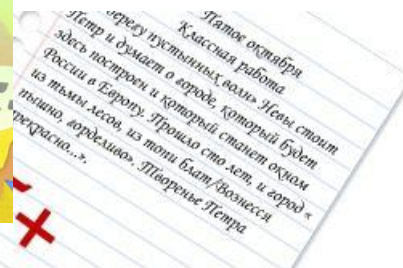 Пятое октября
Классная работа
берегу пустынных волн» Невы стоит
Петр и думает о городе, который будет
здесь построен и который станет окном
России в Европу. Прошло сто лет, и город «
из тьмы лесов, из топи блат/Вознесся
пышно, горделиво». Творенье Петра
прекрасно...».